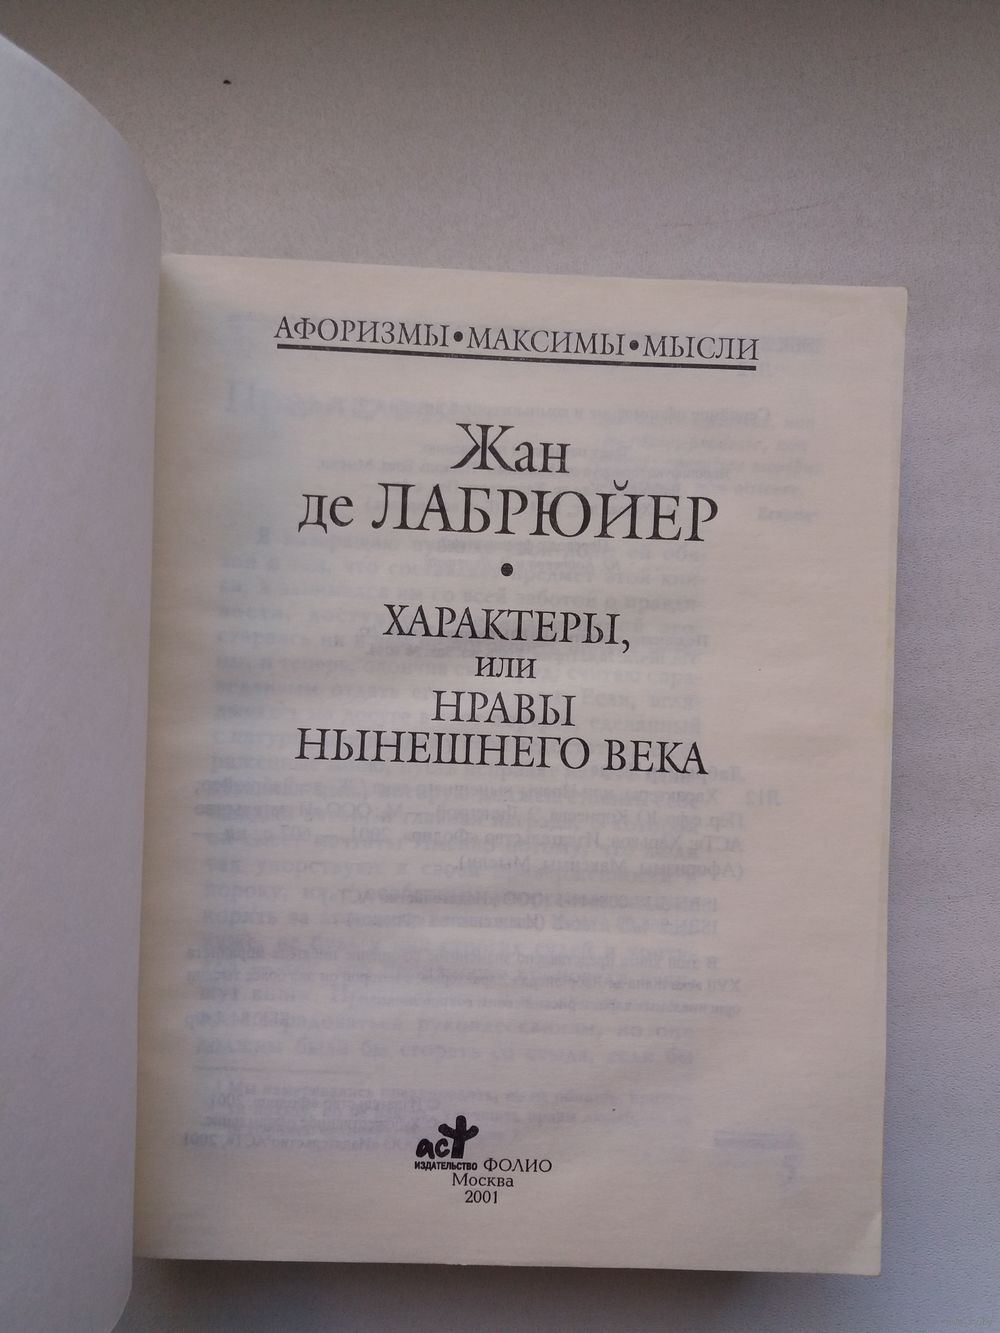 АФОРИЗМЫ•МАКСИМЫ•МЫСЛИ
Жан
де ЛАБРЮЙЕР
•
ХАРАКТЕРЫ,
или
НРАВЫ
НЫНЕШНЕГО ВЕКА
аст
ИЗДАТЕЛЬСТВО ФОЛИО
Москва
2001